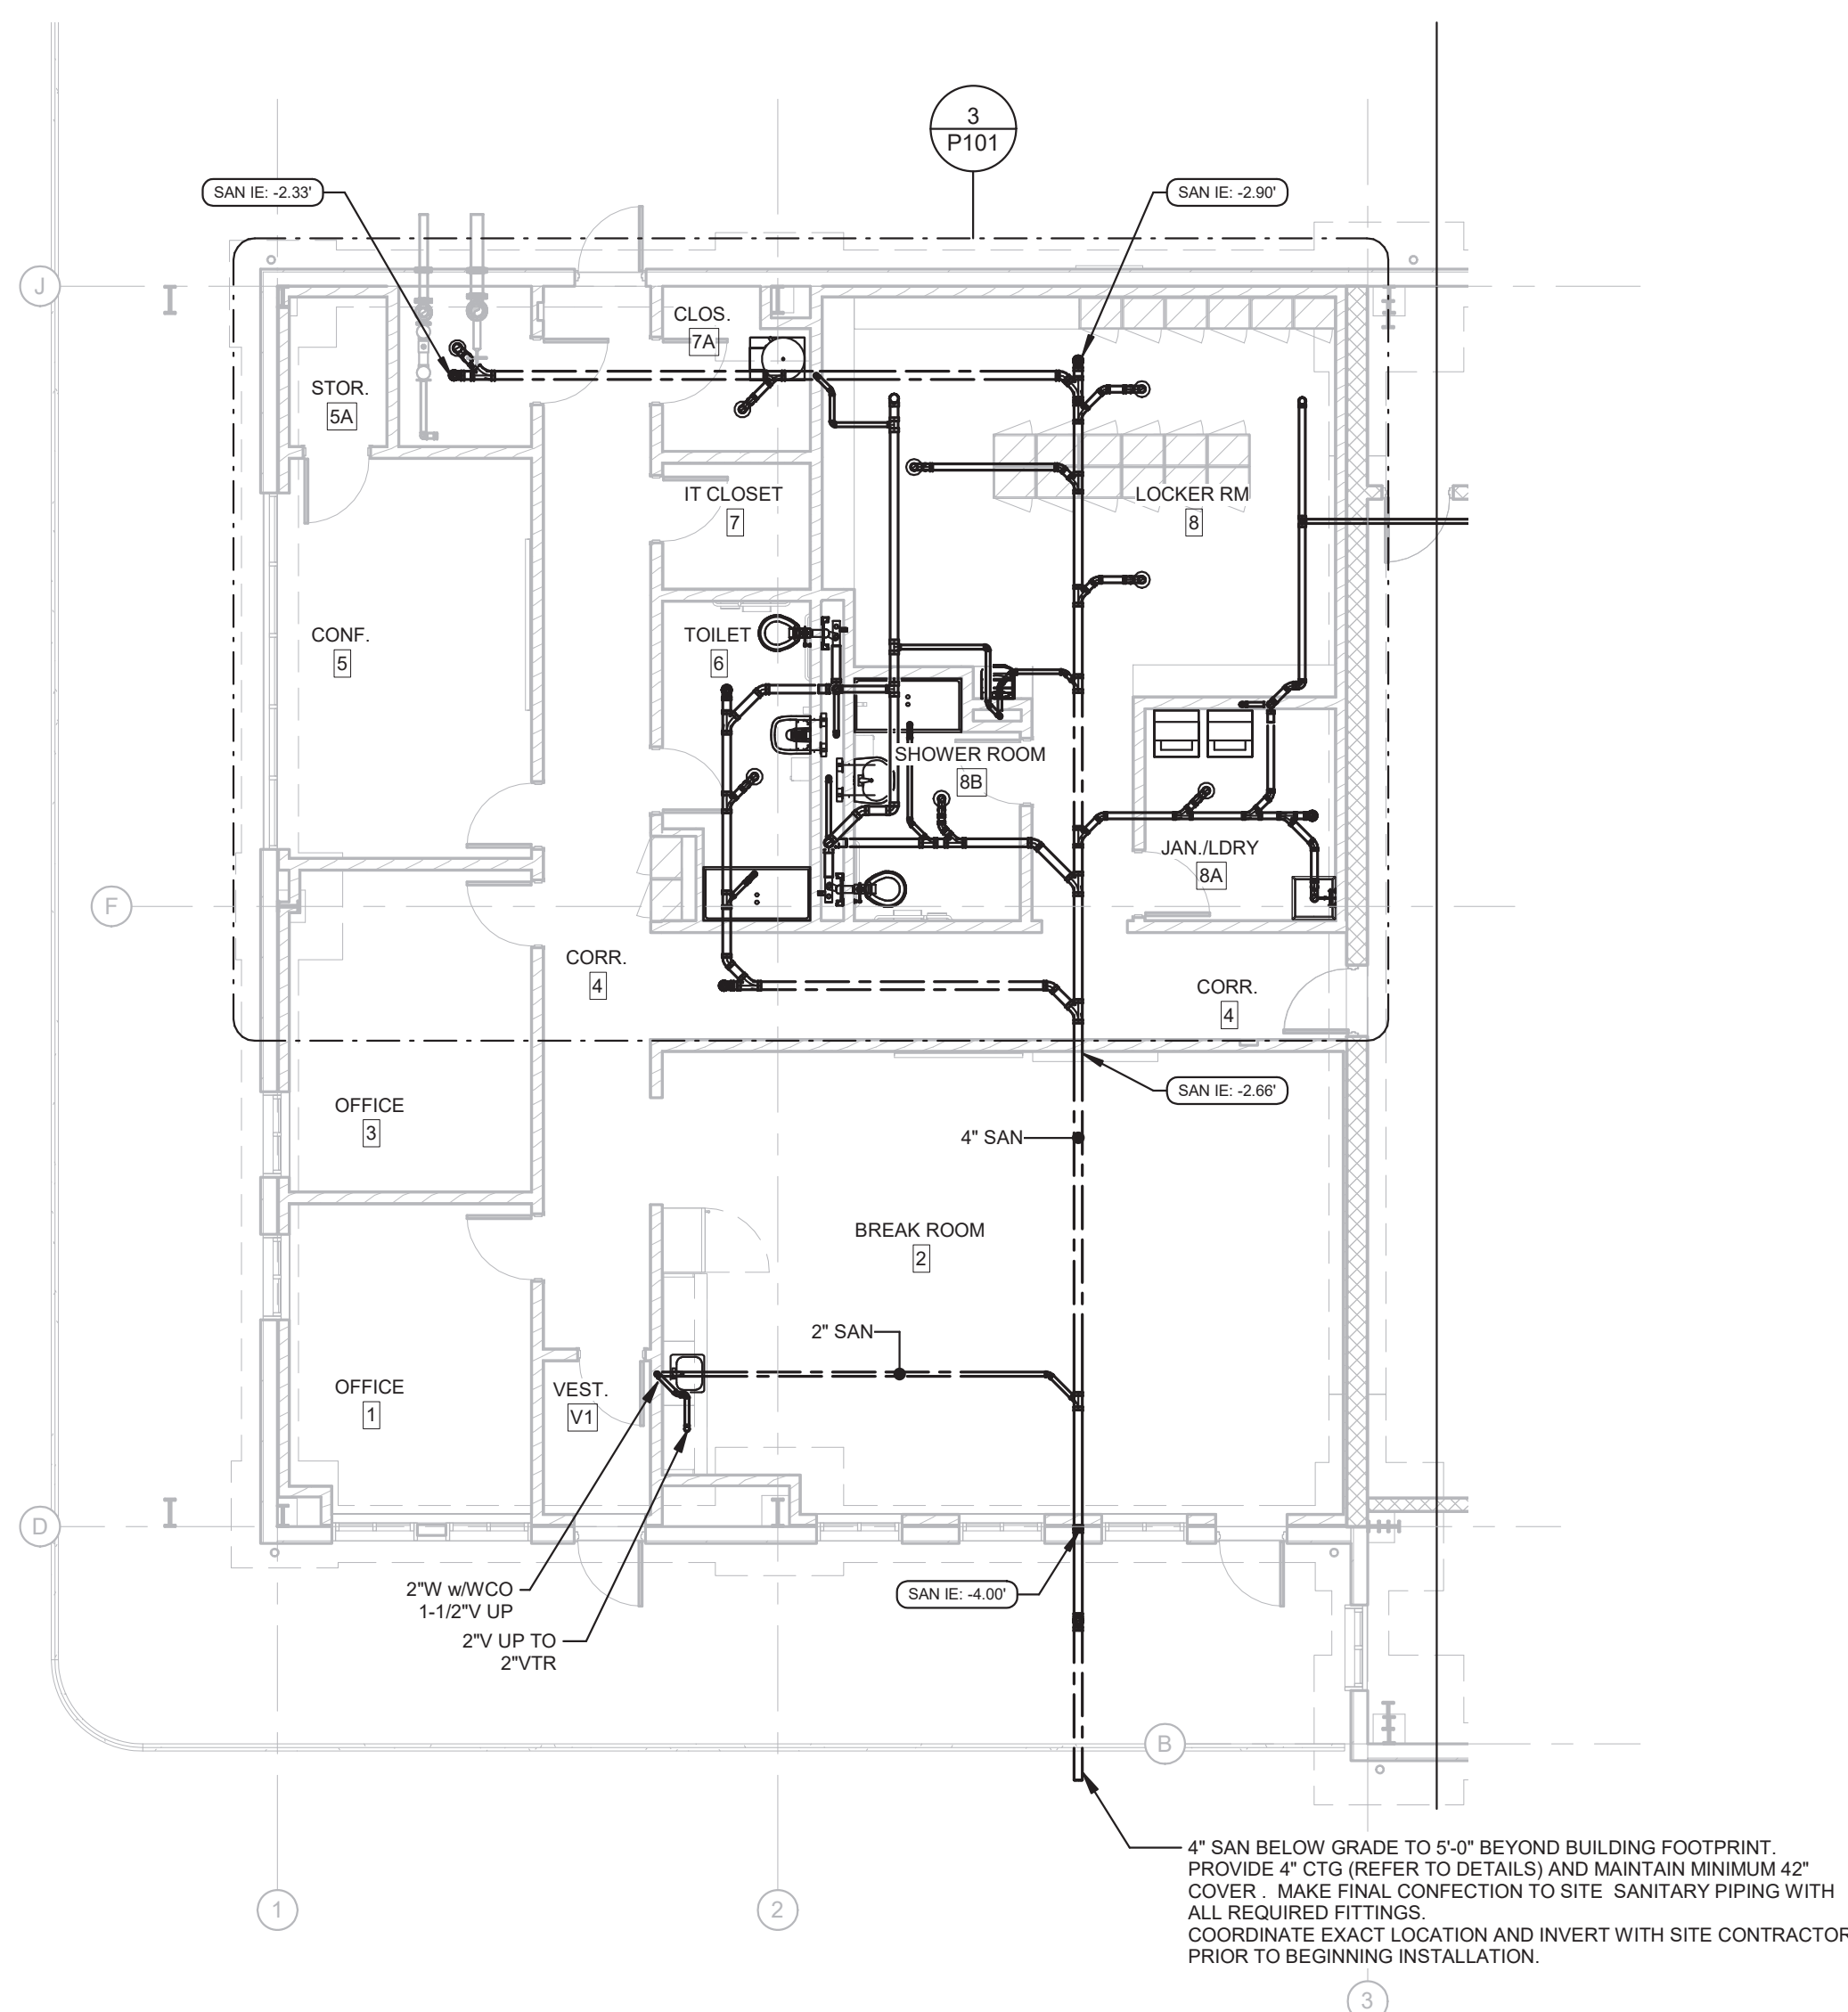 3
P101
SAN IE: -2.33'
SAN IE: -2.90'
J
CLOS.
7A
STOR.
5A
IT CLOSET
7
LOCKER RM
8
CONF.
5
TOILET
6
SHOWER ROOM
8B
JAN./LDRY
8A
F
CORR.
4
CORR.
4
OFFICE
3
SAN IE: -2.66'
4" SAN
BREAK ROOM
2
2" SAN
OFFICE
1
VEST.
V1
D
2"W w/WCO
1-1/2"V UP
2"V UP TO
2"VTR
SAN IE: -4.00'
B
4" SAN BELOW GRADE TO 5'-0" BEYOND BUILDING FOOTPRINT.
PROVIDE 4" CTG (REFER TO DETAILS) AND MAINTAIN MINIMUM 42"
COVER . MAKE FINAL CONFECTION TO SITE SANITARY PIPING WITH
ALL REQUIRED FITTINGS.
COORDINATE EXACT LOCATION AND INVERT WITH SITE CONTRACTOR
PRIOR TO BEGINNING INSTALLATION.
1
2
3